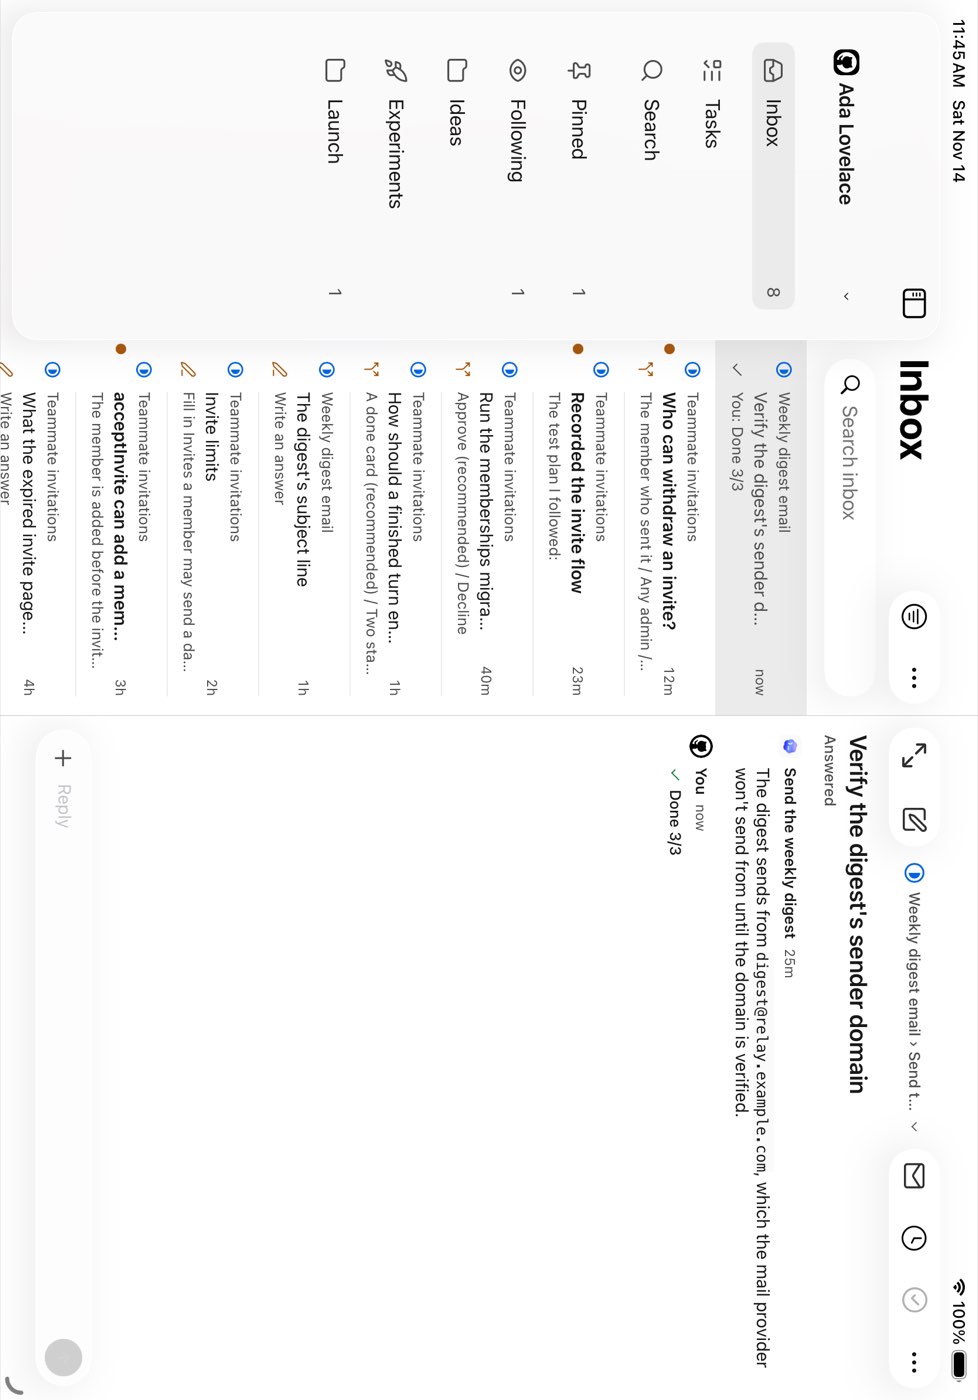 11:45 AM Sat Nov 14
100%
Ada Lovelace
Inbox 8
Tasks
Search
Pinned 1
Following 1
Ideas
Experiments
Launch 1
Inbox
Search inbox
Weekly digest email
Verify the digest's sender d... now
You: Done 3/3
Teammate invitations
Who can withdraw an invite? 12m
The member who sent it / Any admin /...
Teammate invitations
Recorded the invite flow 23m
The test plan I followed:
Teammate invitations
Run the memberships migra... 40m
Approve (recommended) / Decline
Teammate invitations
How should a finished turn en... 1h
A done card (recommended) / Two sta...
Weekly digest email
The digest's subject line 1h
Write an answer
Teammate invitations
Invite limits 2h
Fill in Invites a member may send a da...
Teammate invitations
acceptInvite can add a mem... 3h
The member is added before the invit...
Teammate invitations
What the expired invite page... 4h
Write an answer
Weekly digest email › Send t...
Verify the digest's sender domain
Answered
Send the weekly digest 25m
The digest sends from digest@relay.example.com, which the mail provider
won't send from until the domain is verified.
You now
Done 3/3
Reply